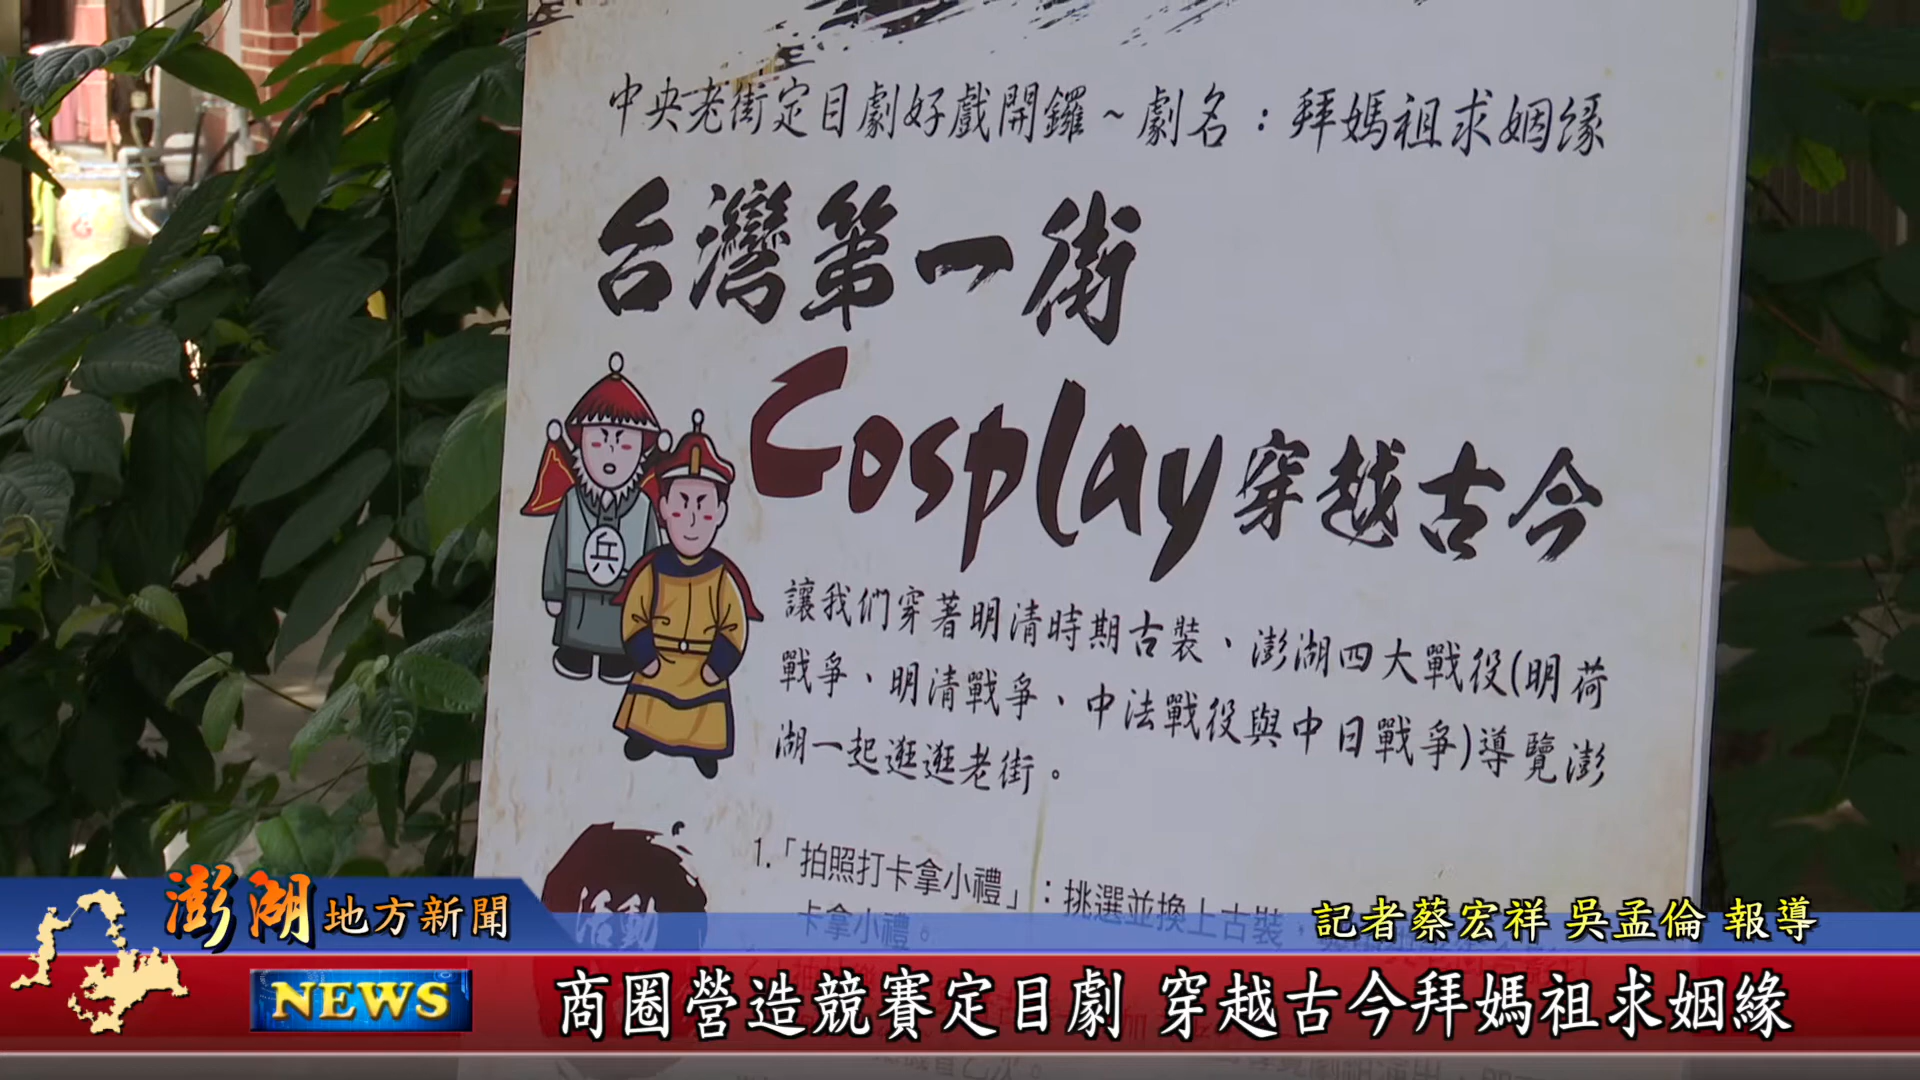 中央老街定目劇好戲開鑼~劇名：拜媽祖求姻緣
台灣第一街
Cosplay穿越古今
兵
讓我們穿著明清時期古裝、澎湖四大戰役(明荷
戰爭、明清戰爭、中法戰役與中日戰爭)導覽澎
湖一起逛逛老街。
1.「拍照打卡拿小禮」：挑選並換上古裝，
卡拿小禮。
活動
澎湖地方新聞
記者蔡宏祥 吳孟倫 報導
NEWS
商圈營造競賽定目劇 穿越古今拜媽祖求姻緣